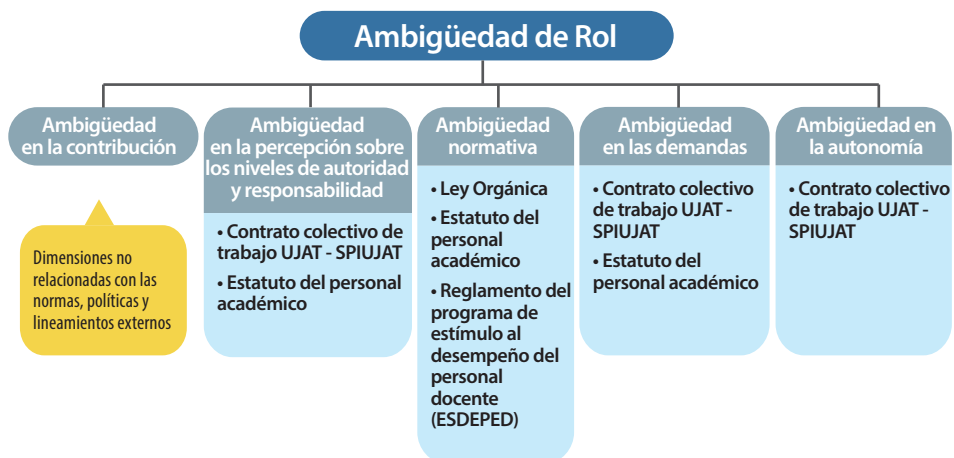 Ambigüedad de Rol
Ambigüedad
en la contribución
Dimensiones no
relacionadas con las
normas, políticas y
lineamientos externos
Ambigüedad
en la percepción sobre
los niveles de autoridad
y responsabilidad
• Contrato colectivo de
trabajo UJAT - SPIUJAT
• Estatuto del personal
académico
Ambigüedad
normativa
• Ley Orgánica
• Estatuto del
personal
académico
• Reglamento del
programa de
estímulo al
desempeño del
personal
docente
(ESDEPED)
Ambigüedad
en las demandas
• Contrato colectivo
de trabajo UJAT -
SPIUJAT
• Estatuto del
personal académico
Ambigüedad en
la autonomía
• Contrato colectivo
de trabajo UJAT -
SPIUJAT